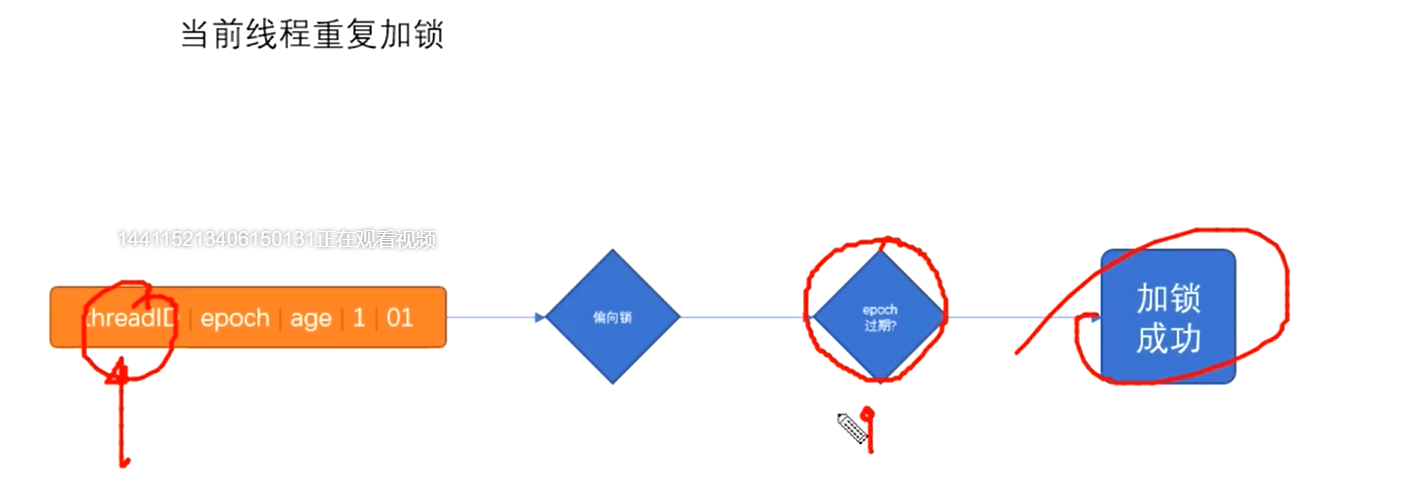 当前线程重复加锁
144115213406150131正在观看视频
threadID | epoch | age | 1 | 01
偏向锁
epoch
过期?
加锁
成功